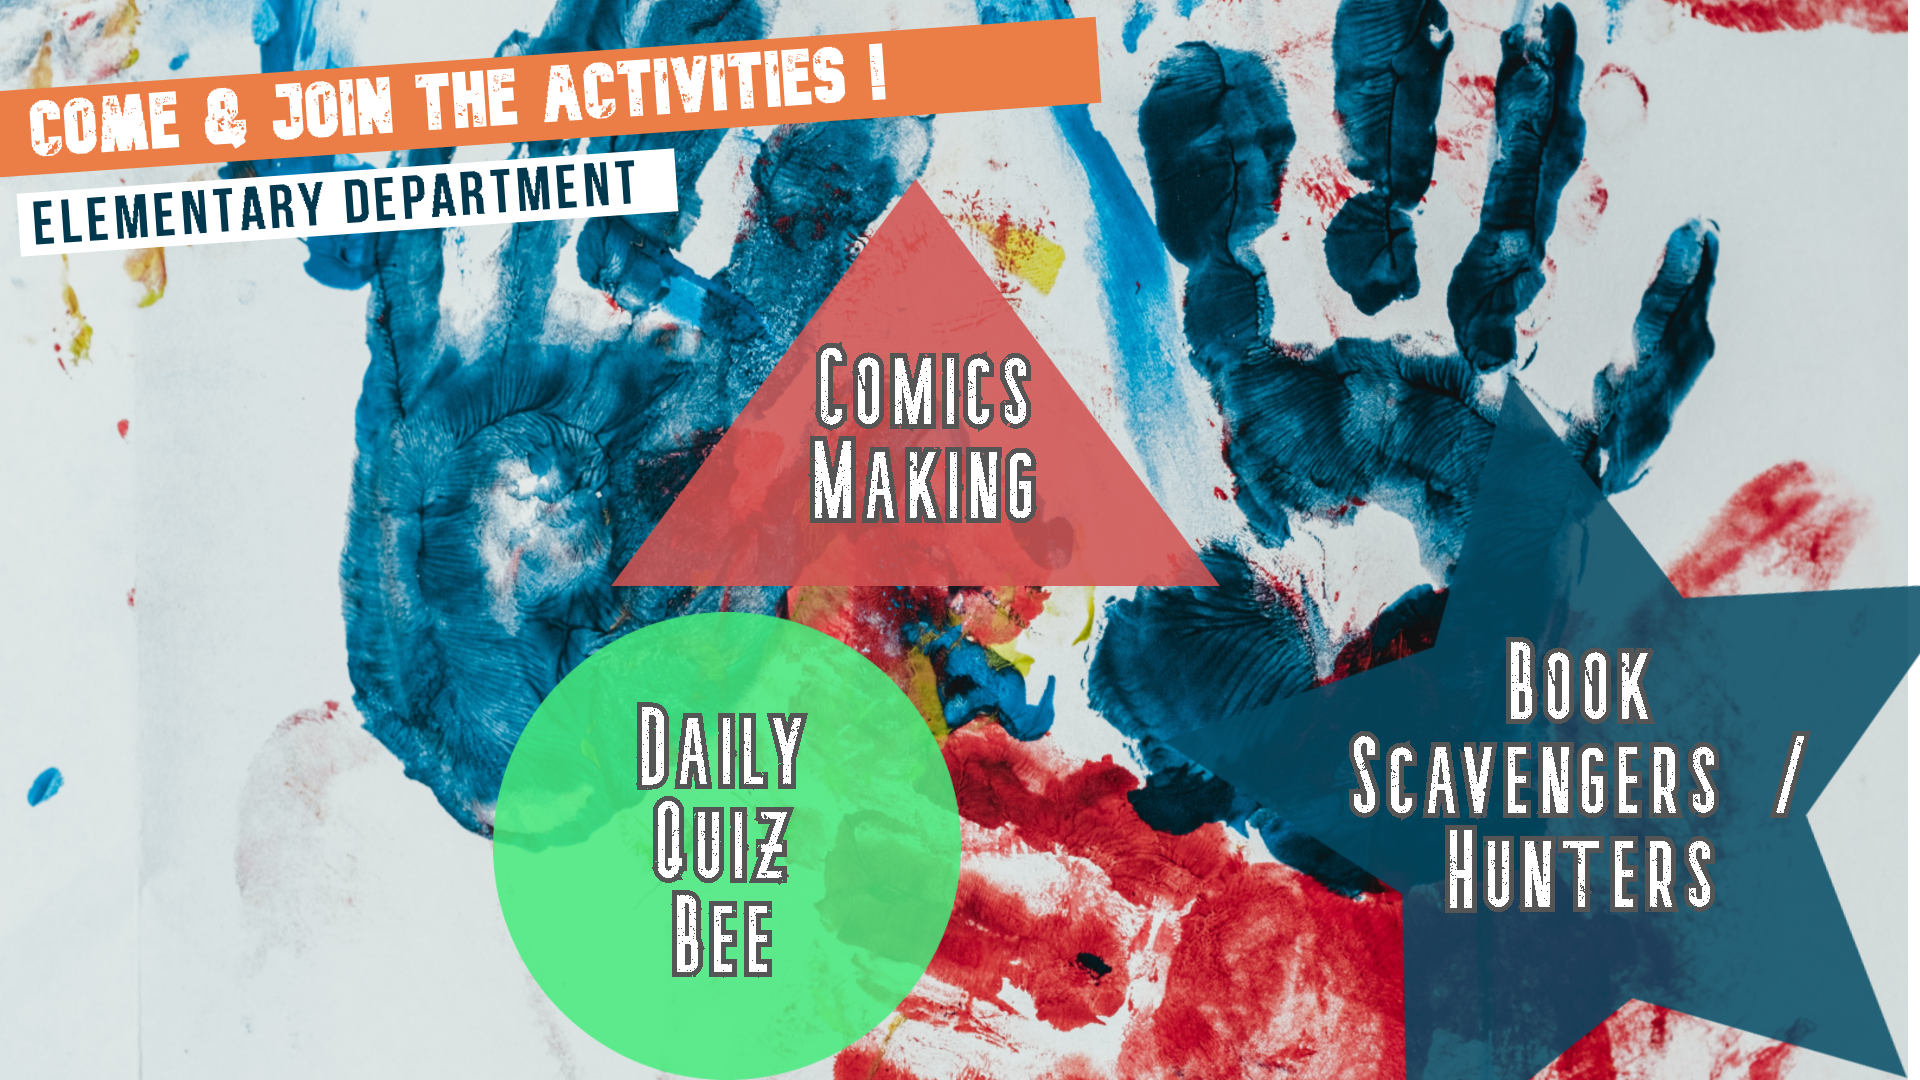 COME & JOIN THE ACTIVITIES !
ELEMENTARY DEPARTMENT
COMICS
MAKING
DAILY
QUIZ
BEE
BOOK
SCAVENGERS /
HUNTERS